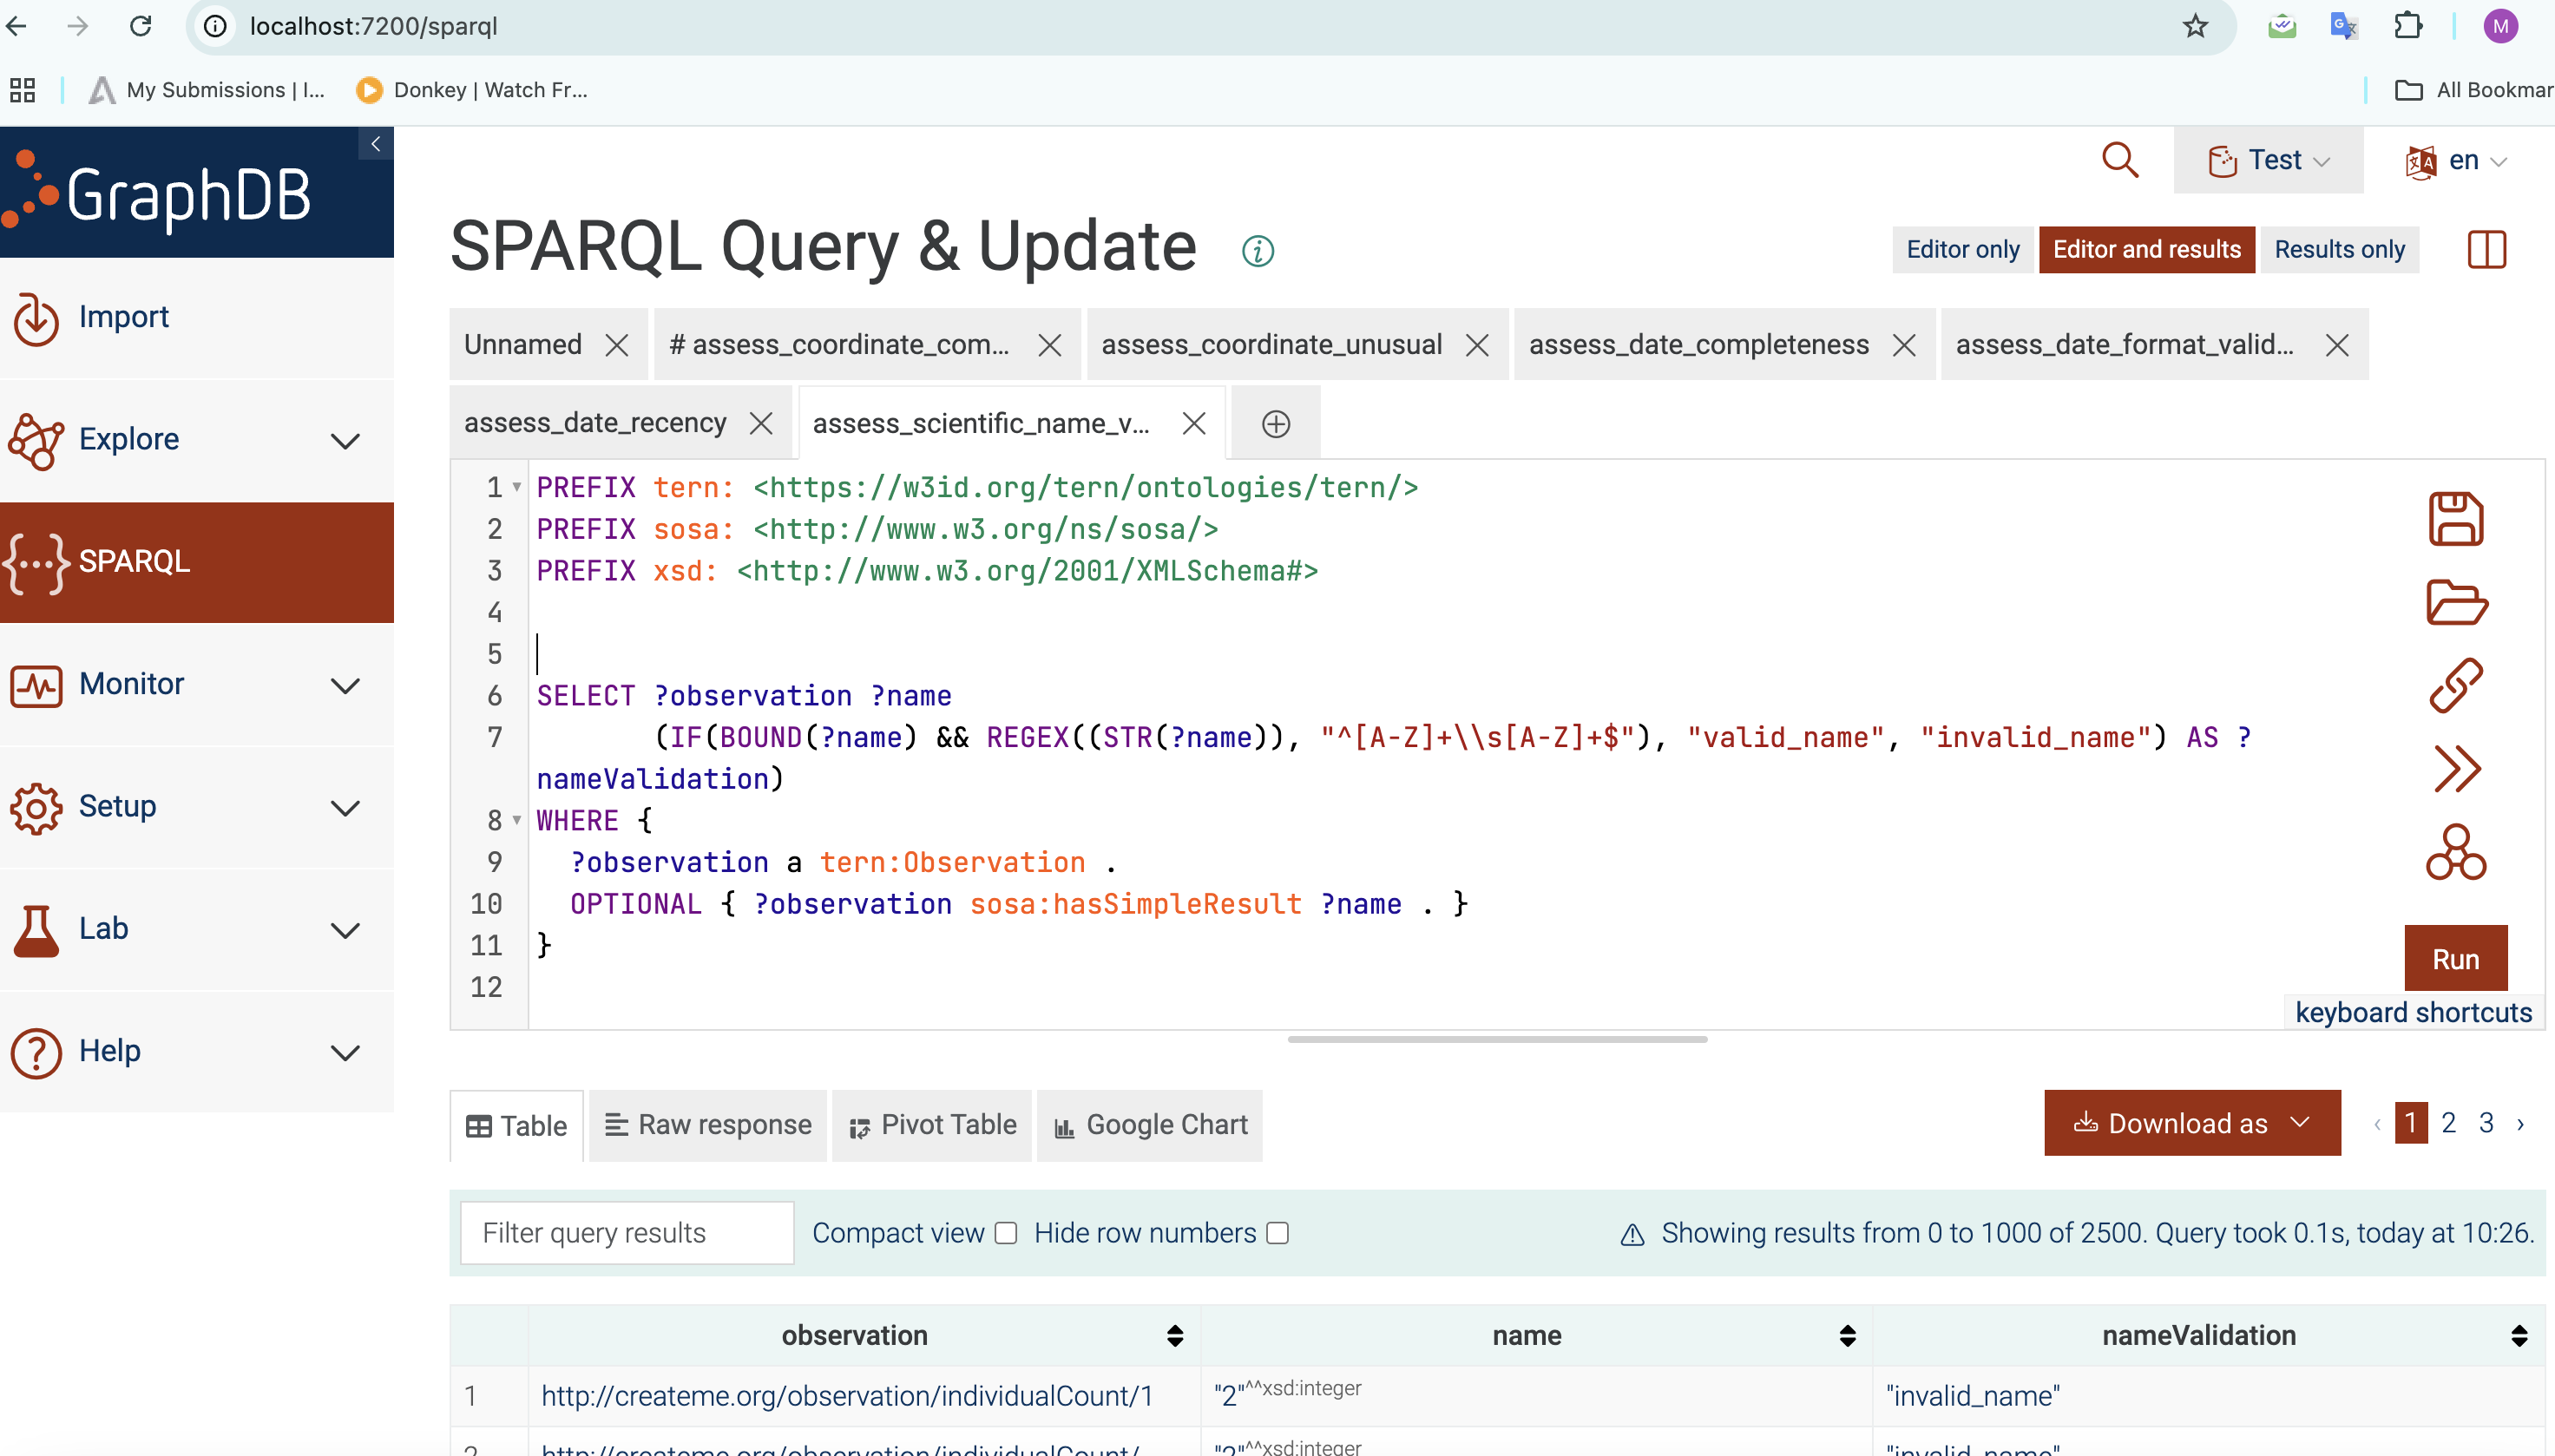 localhost:7200/sparql
M
My Submissions | I...
Donkey | Watch Fr...
All Bookmar
GraphDB
Test
en
SPARQL Query & Update
Editor only
Editor and results
Results only
Import
Explore
SPARQL
Monitor
Setup
Lab
Help
Unnamed
# assess_coordinate_com...
assess_coordinate_unusual
assess_date_completeness
assess_date_format_valid...
assess_date_recency
assess_scientific_name_v...
1 PREFIX tern: <https://w3id.org/tern/ontologies/tern/>
2 PREFIX sosa: <http://www.w3.org/ns/sosa/>
3 PREFIX xsd: <http://www.w3.org/2001/XMLSchema#>
4
5
6 SELECT ?observation ?name
7 (IF(BOUND(?name) && REGEX((STR(?name)), "^[A-Z]+\\s[A-Z]+$"), "valid_name", "invalid_name") AS ?
nameValidation)
8 WHERE {
9 ?observation a tern:Observation .
10 OPTIONAL { ?observation sosa:hasSimpleResult ?name . }
11 }
12
Run
keyboard shortcuts
Table
Raw response
Pivot Table
Google Chart
Download as
‹ 1 2 3 ›
Filter query results
Compact view
Hide row numbers
Showing results from 0 to 1000 of 2500. Query took 0.1s, today at 10:26.
observation name nameValidation
1 http://createme.org/observation/individualCount/1 "2"^^xsd:integer "invalid_name"
2 http://createme.org/observation/individualCount/ "2"^^xsd:integer "invalid_name"